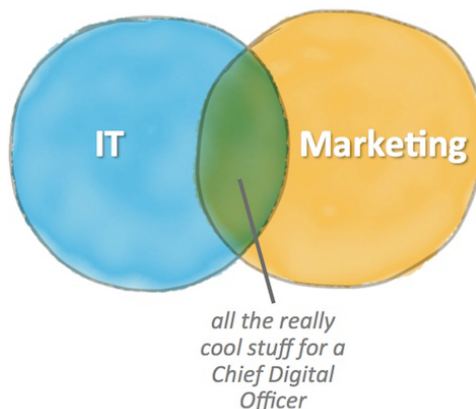 IT
Marketing
all the really
cool stuff for a
Chief Digital
Officer